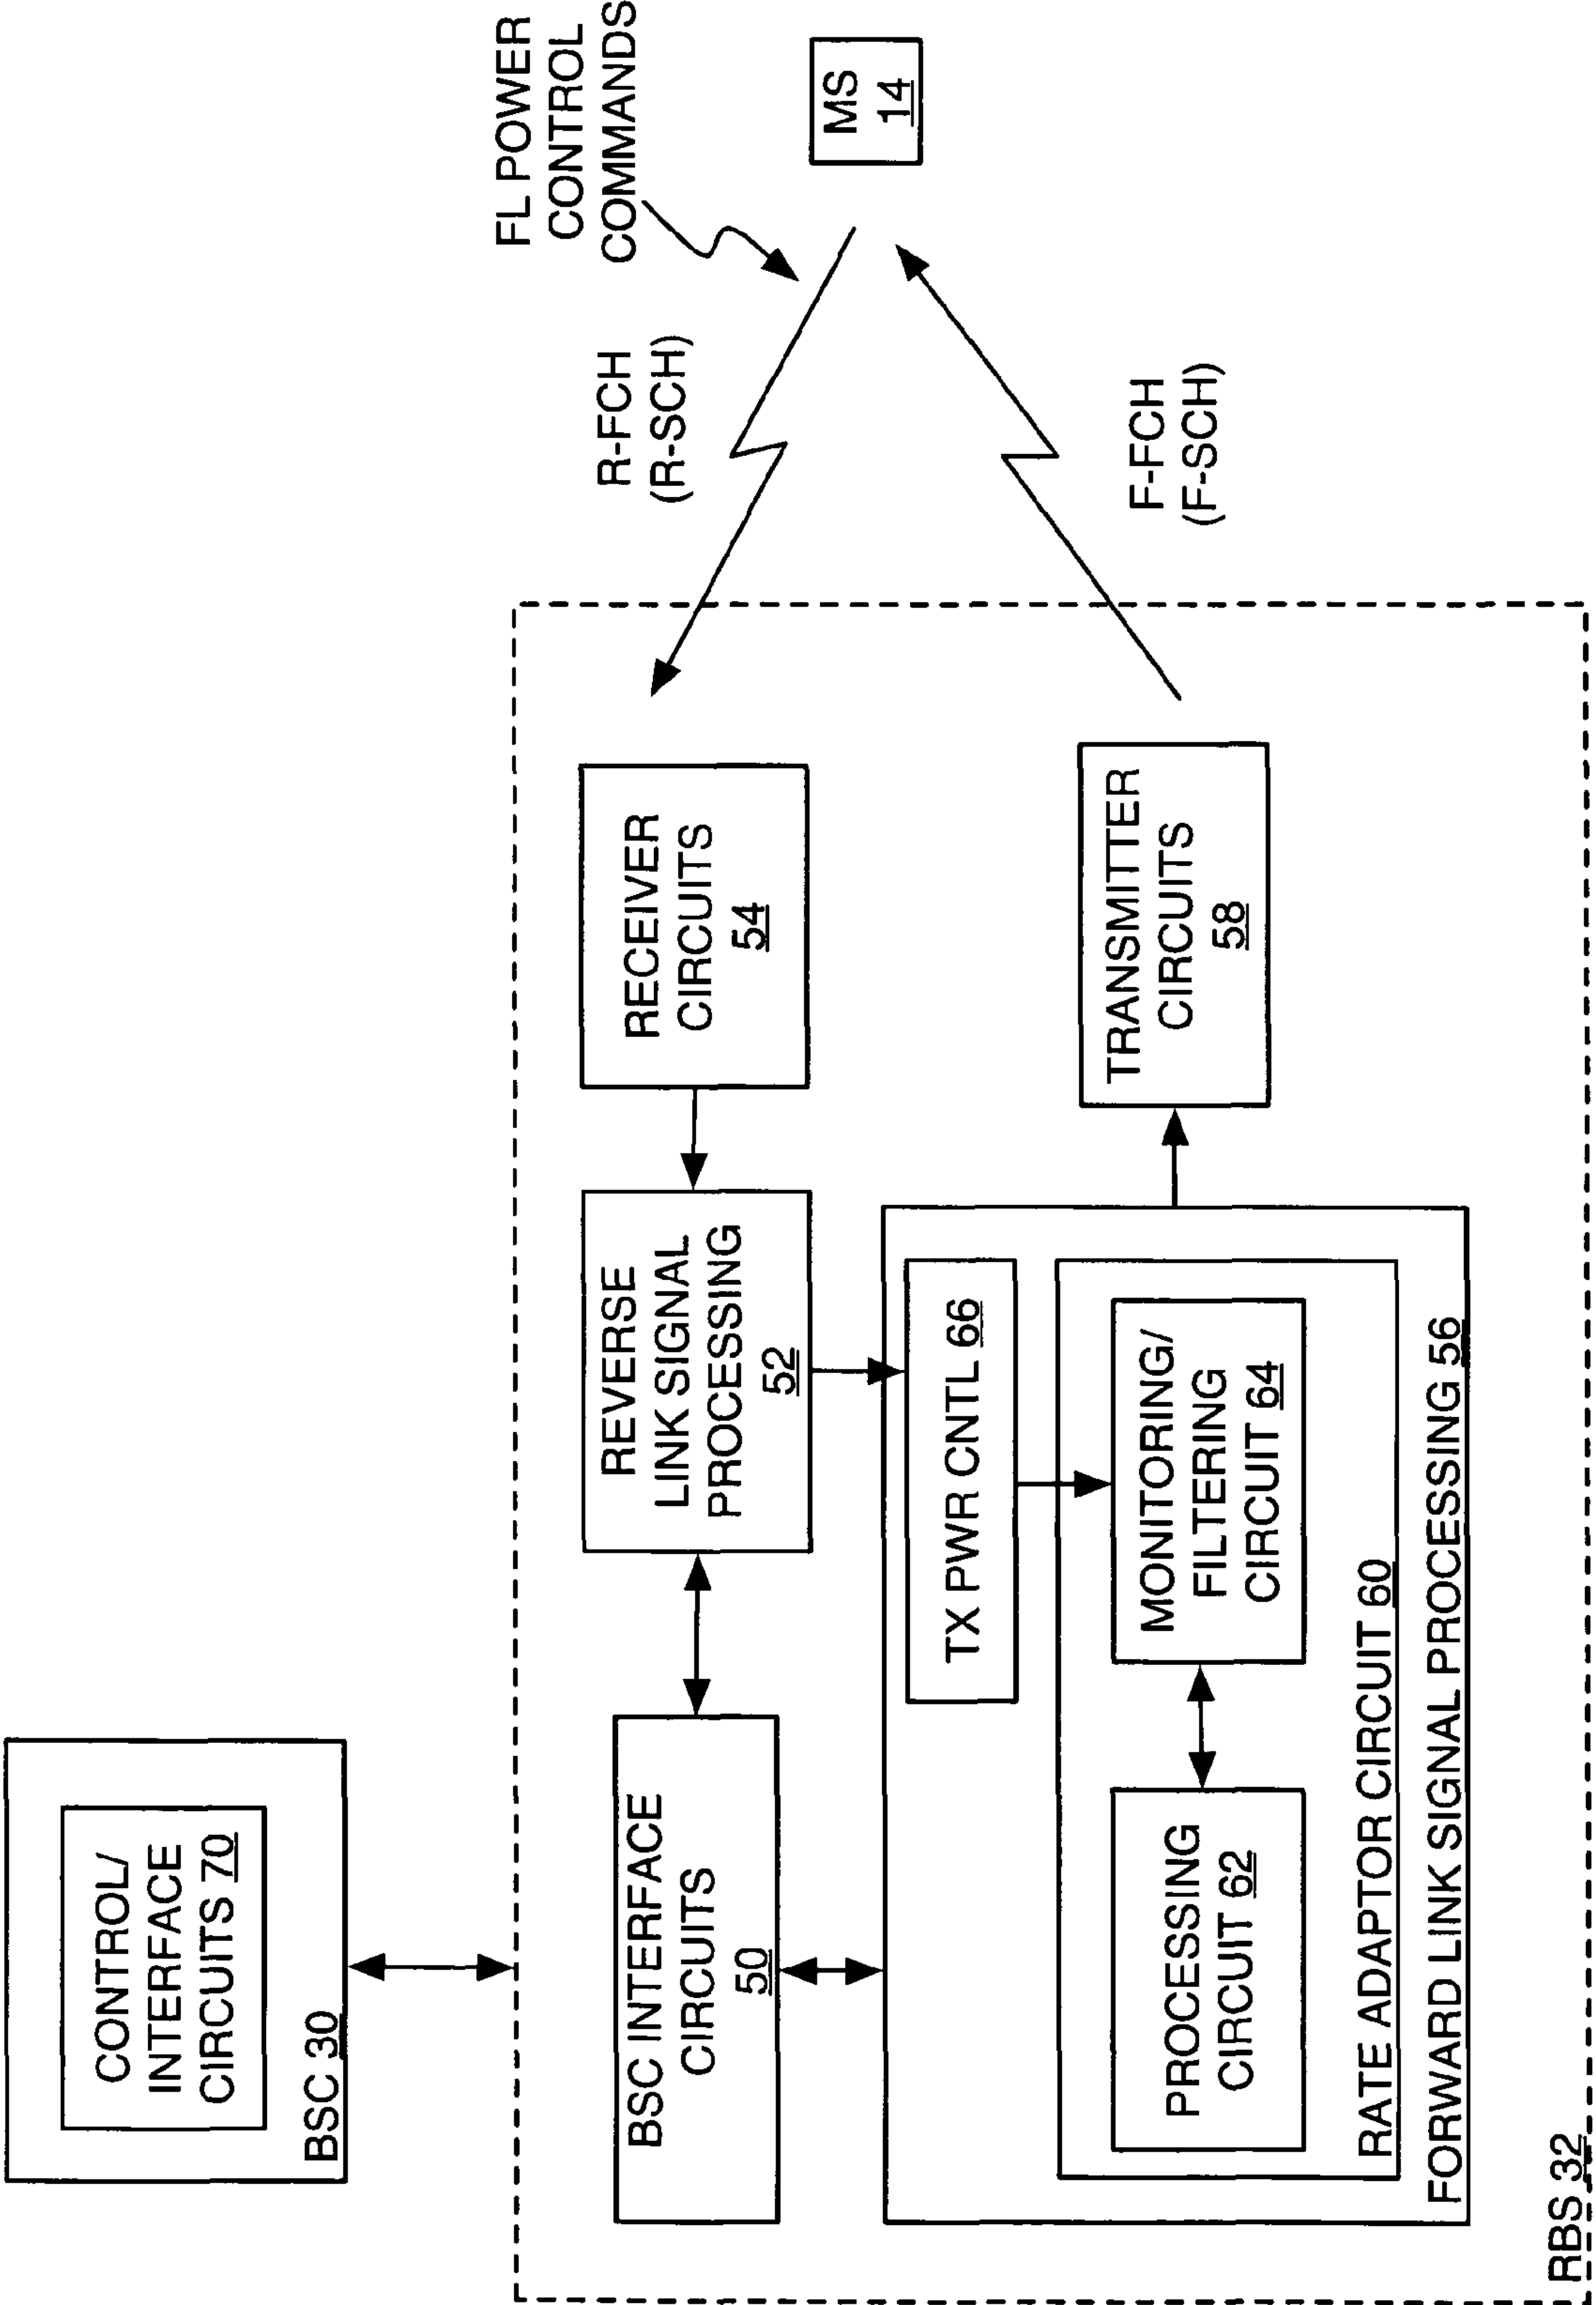 CONTROL/
INTERFACE
CIRCUITS 70
BSC 30
BSC INTERFACE
CIRCUITS
50
REVERSE
LINK SIGNAL
PROCESSING
52
RECEIVER
CIRCUITS
54
R-FCH
(R-SCH)
FL POWER
CONTROL
COMMANDS
MS
14
F-FCH
(F-SCH)
TRANSMITTER
CIRCUITS
58
TX PWR CNTL 66
MONITORING/
FILTERING
CIRCUIT 64
PROCESSING
CIRCUIT 62
RATE ADAPTOR CIRCUIT 60
FORWARD LINK SIGNAL PROCESSING 56
RBS 32